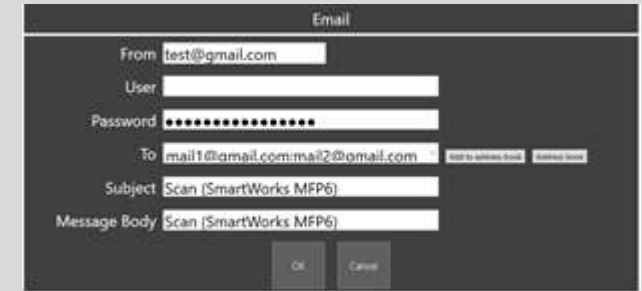 Email
From test@gmail.com
User
Password ●●●●●●●●●●●●●●●●
To mail1@gmail.com;mail2@gmail.com Add to address book Address book
Subject Scan (SmartWorks MFP6)
Message Body Scan (SmartWorks MFP6)
OK Cancel